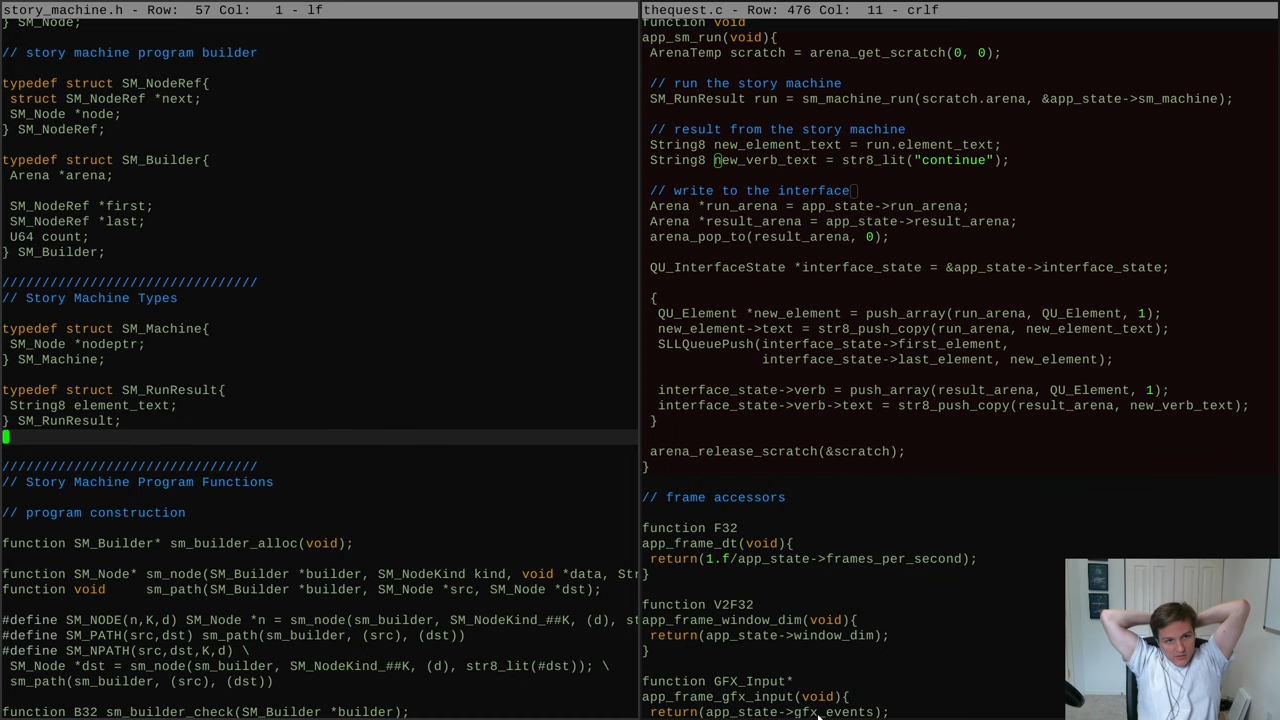 story_machine.h - Row:  57 Col:   1 - lf
} SM_Node;
// story machine program builder
typedef struct SM_NodeRef{
 struct SM_NodeRef *next;
 SM_Node *node;
} SM_NodeRef;
typedef struct SM_Builder{
 Arena *arena;
 SM_NodeRef *first;
 SM_NodeRef *last;
 U64 count;
} SM_Builder;
////////////////////////////////
// Story Machine Types
typedef struct SM_Machine{
 SM_Node *nodeptr;
} SM_Machine;
typedef struct SM_RunResult{
 String8 element_text;
} SM_RunResult;
////////////////////////////////
// Story Machine Program Functions
// program construction
function SM_Builder* sm_builder_alloc(void);
function SM_Node* sm_node(SM_Builder *builder, SM_NodeKind kind, void *data, Str
function void     sm_path(SM_Builder *builder, SM_Node *src, SM_Node *dst);
#define SM_NODE(n,K,d) SM_Node *n = sm_node(sm_builder, SM_NodeKind_##K, (d), st
#define SM_PATH(src,dst) sm_path(sm_builder, (src), (dst))
#define SM_NPATH(src,dst,K,d) \
 SM_Node *dst = sm_node(sm_builder, SM_NodeKind_##K, (d), str8_lit(#dst)); \
 sm_path(sm_builder, (src), (dst))
function B32 sm_builder_check(SM_Builder *builder);
thequest.c - Row: 476 Col:  11 - crlf
function void
app_sm_run(void){
 ArenaTemp scratch = arena_get_scratch(0, 0);
 // run the story machine
 SM_RunResult run = sm_machine_run(scratch.arena, &app_state->sm_machine);
 // result from the story machine
 String8 new_element_text = run.element_text;
 String8 new_verb_text = str8_lit("continue");
 // write to the interface
 Arena *run_arena = app_state->run_arena;
 Arena *result_arena = app_state->result_arena;
 arena_pop_to(result_arena, 0);
 QU_InterfaceState *interface_state = &app_state->interface_state;
 {
  QU_Element *new_element = push_array(run_arena, QU_Element, 1);
  new_element->text = str8_push_copy(run_arena, new_element_text);
  SLLQueuePush(interface_state->first_element,
               interface_state->last_element, new_element);
  interface_state->verb = push_array(result_arena, QU_Element, 1);
  interface_state->verb->text = str8_push_copy(result_arena, new_verb_text);
 }
 arena_release_scratch(&scratch);
}
// frame accessors
function F32
app_frame_dt(void){
 return(1.f/app_state->frames_per_second);
}
function V2F32
app_frame_window_dim(void){
 return(app_state->window_dim);
}
function GFX_Input*
app_frame_gfx_input(void){
 return(app_state->gfx_events);